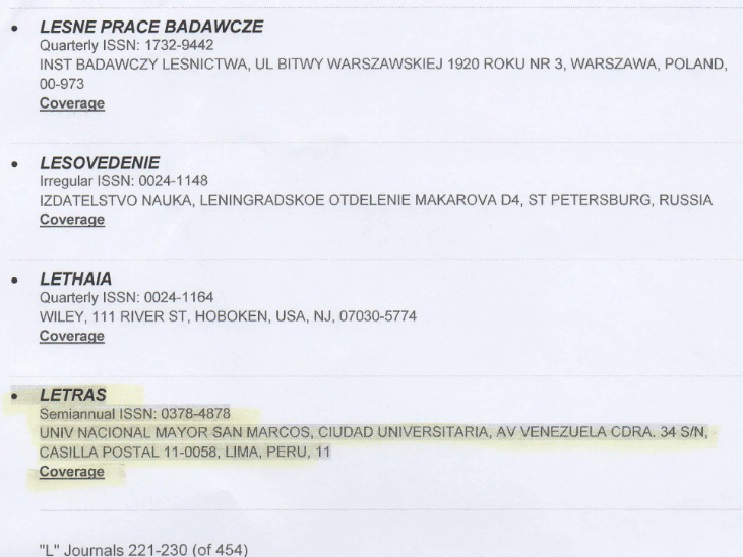 LESNE PRACE BADAWCZE
Quarterly ISSN: 1732-9442
INST BADAWCZY LESNICTWA, UL BITWY WARSZAWSKIEJ 1920 ROKU NR 3, WARSZAWA, POLAND,
00-973
Coverage
LESOVEDENIE
Irregular ISSN: 0024-1148
IZDATELSTVO NAUKA, LENINGRADSKOE OTDELENIE MAKAROVA D4, ST PETERSBURG, RUSSIA
Coverage
LETHAIA
Quarterly ISSN: 0024-1164
WILEY, 111 RIVER ST, HOBOKEN, USA, NJ, 07030-5774
Coverage
LETRAS
Semiannual ISSN: 0378-4878
UNIV NACIONAL MAYOR SAN MARCOS, CIUDAD UNIVERSITARIA, AV VENEZUELA CDRA. 34 S/N,
CASILLA POSTAL 11-0058, LIMA, PERU, 11
Coverage
"L" Journals 221-230 (of 454)